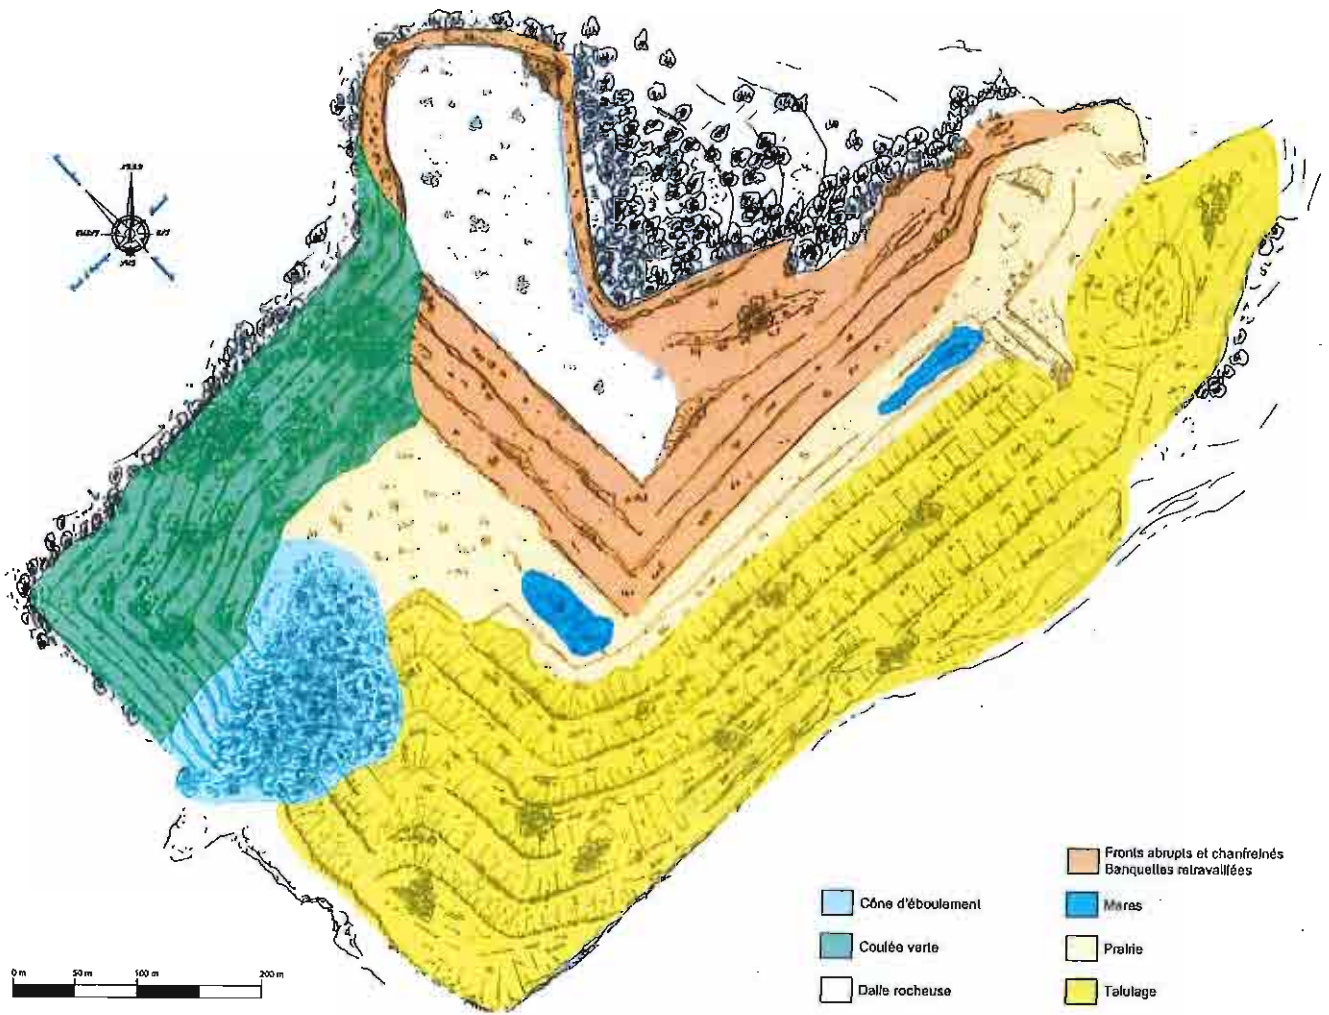 Fronts abrupts et chanfreinés
Banquettes retravaillées
Cône d'éboulement
Mares
Coulée verte
Prairie
Dalle rocheuse
Talutage
0 m
50 m
100 m
200 m